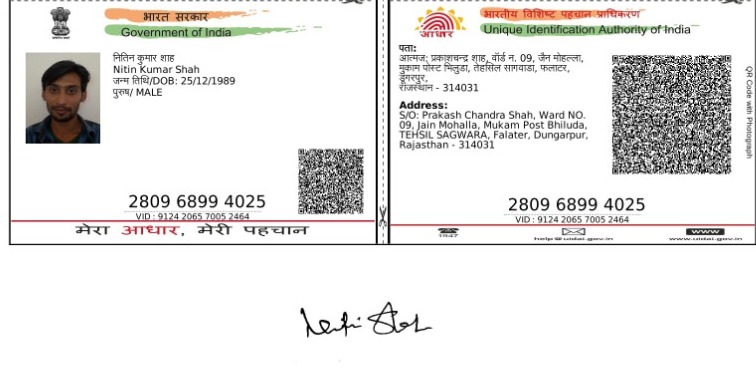 भारत सरकार
Government of India
नितिन कुमार शाह
Nitin Kumar Shah
जन्म तिथि/DOB: 25/12/1989
पुरुष/ MALE
2809 6899 4025
VID : 9124 2065 7005 2464
मेरा आधार, मेरी पहचान
भारतीय विशिष्ट पहचान प्राधिकरण
Unique Identification Authority of India
आधार
पता:
आत्मज: प्रकाशचन्द्र शाह, वॉर्ड न. 09, जैन मोहल्ला,
मुकाम पोस्ट भिलुडा, तेहसिल सागवाडा, फलाटर,
डूंगरपुर,
राजस्थान - 314031
Address:
S/O: Prakash Chandra Shah, Ward NO.
09, Jain Mohalla, Mukam Post Bhiluda,
TEHSIL SAGWARA, Falater, Dungarpur,
Rajasthan - 314031
QR Code with Photograph
2809 6899 4025
VID : 9124 2065 7005 2464
1947
help@uidai.gov.in
www
www.uidai.gov.in